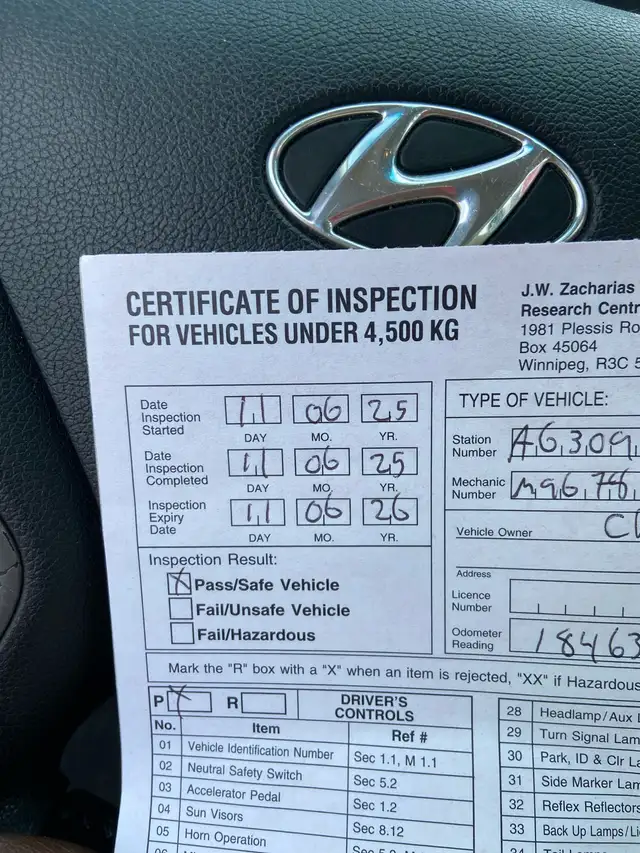 CERTIFICATE OF INSPECTION
FOR VEHICLES UNDER 4,500 KG
J.W. Zacharias
Research Centr
1981 Plessis Ro
Box 45064
Winnipeg, R3C
Date Inspection Started 11 06 25
DAY MO. YR.
Date Inspection Completed 11 06 25
DAY MO. YR.
Inspection Expiry Date 11 06 26
DAY MO. YR.
Inspection Result:
X Pass/Safe Vehicle
Fail/Unsafe Vehicle
Fail/Hazardous
TYPE OF VEHICLE:
Station Number A6309
Mechanic Number M9678
Vehicle Owner
Address
Licence Number
Odometer Reading 18463
Mark the "R" box with a "X" when an item is rejected, "XX" if Hazardous
P X R DRIVER'S CONTROLS
No. Item Ref #
01 Vehicle Identification Number Sec 1.1, M 1.1
02 Neutral Safety Switch Sec 5.2
03 Accelerator Pedal Sec 1.2
04 Sun Visors Sec 8.12
05 Horn Operation
28 Headlamp/Aux
29 Turn Signal Lam
30 Park, ID & Clr La
31 Side Marker Lam
32 Reflex Reflectors
33 Back Up Lamps/Li